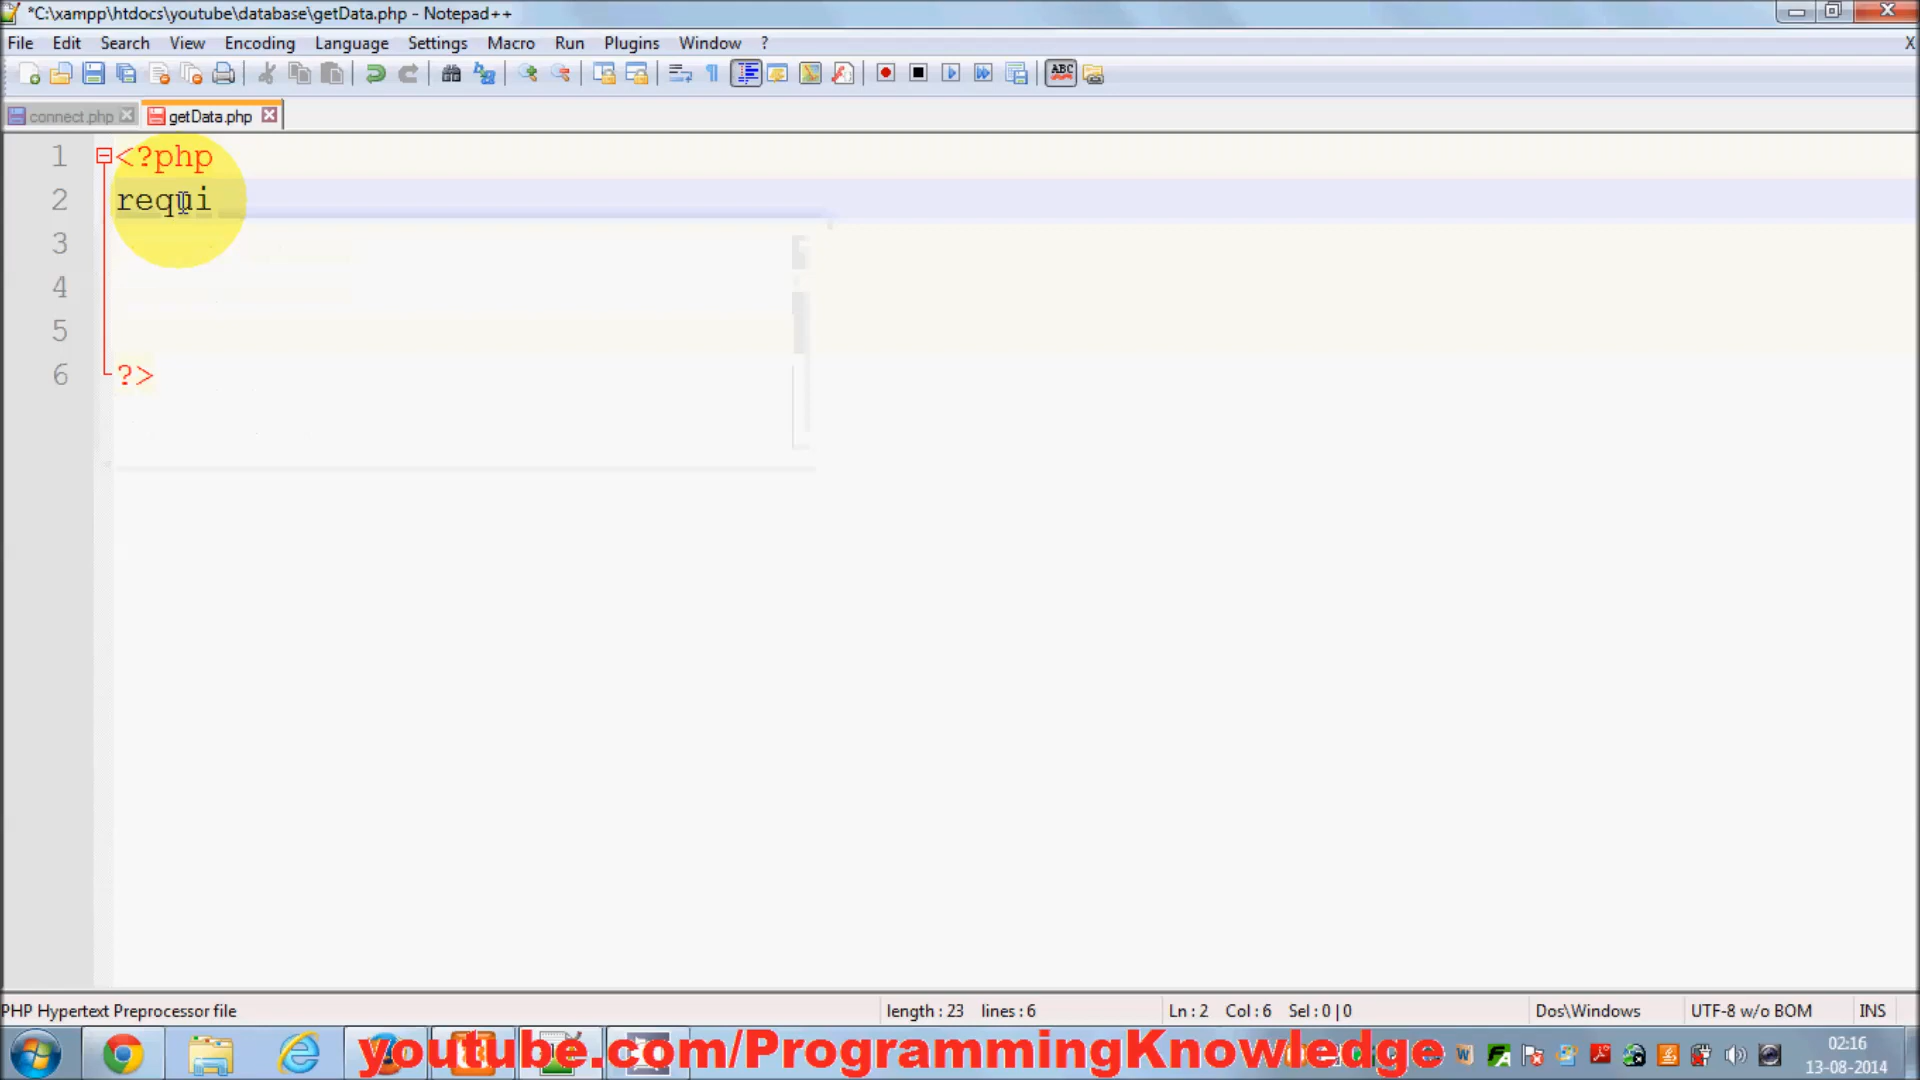 *C:\xampp\htdocs\youtube\database\getData.php - Notepad++
File Edit Search View Encoding Language Settings Macro Run Plugins Window ? X
ABC
connect.php getData.php
1 <?php
2 requi
3
4
5
6 ?>
PHP Hypertext Preprocessor file length : 23 lines : 6 Ln : 2 Col : 6 Sel : 0 | 0 Dos\Windows UTF-8 w/o BOM INS
youtube.com/ProgrammingKnowledge
02:16
13-08-2014